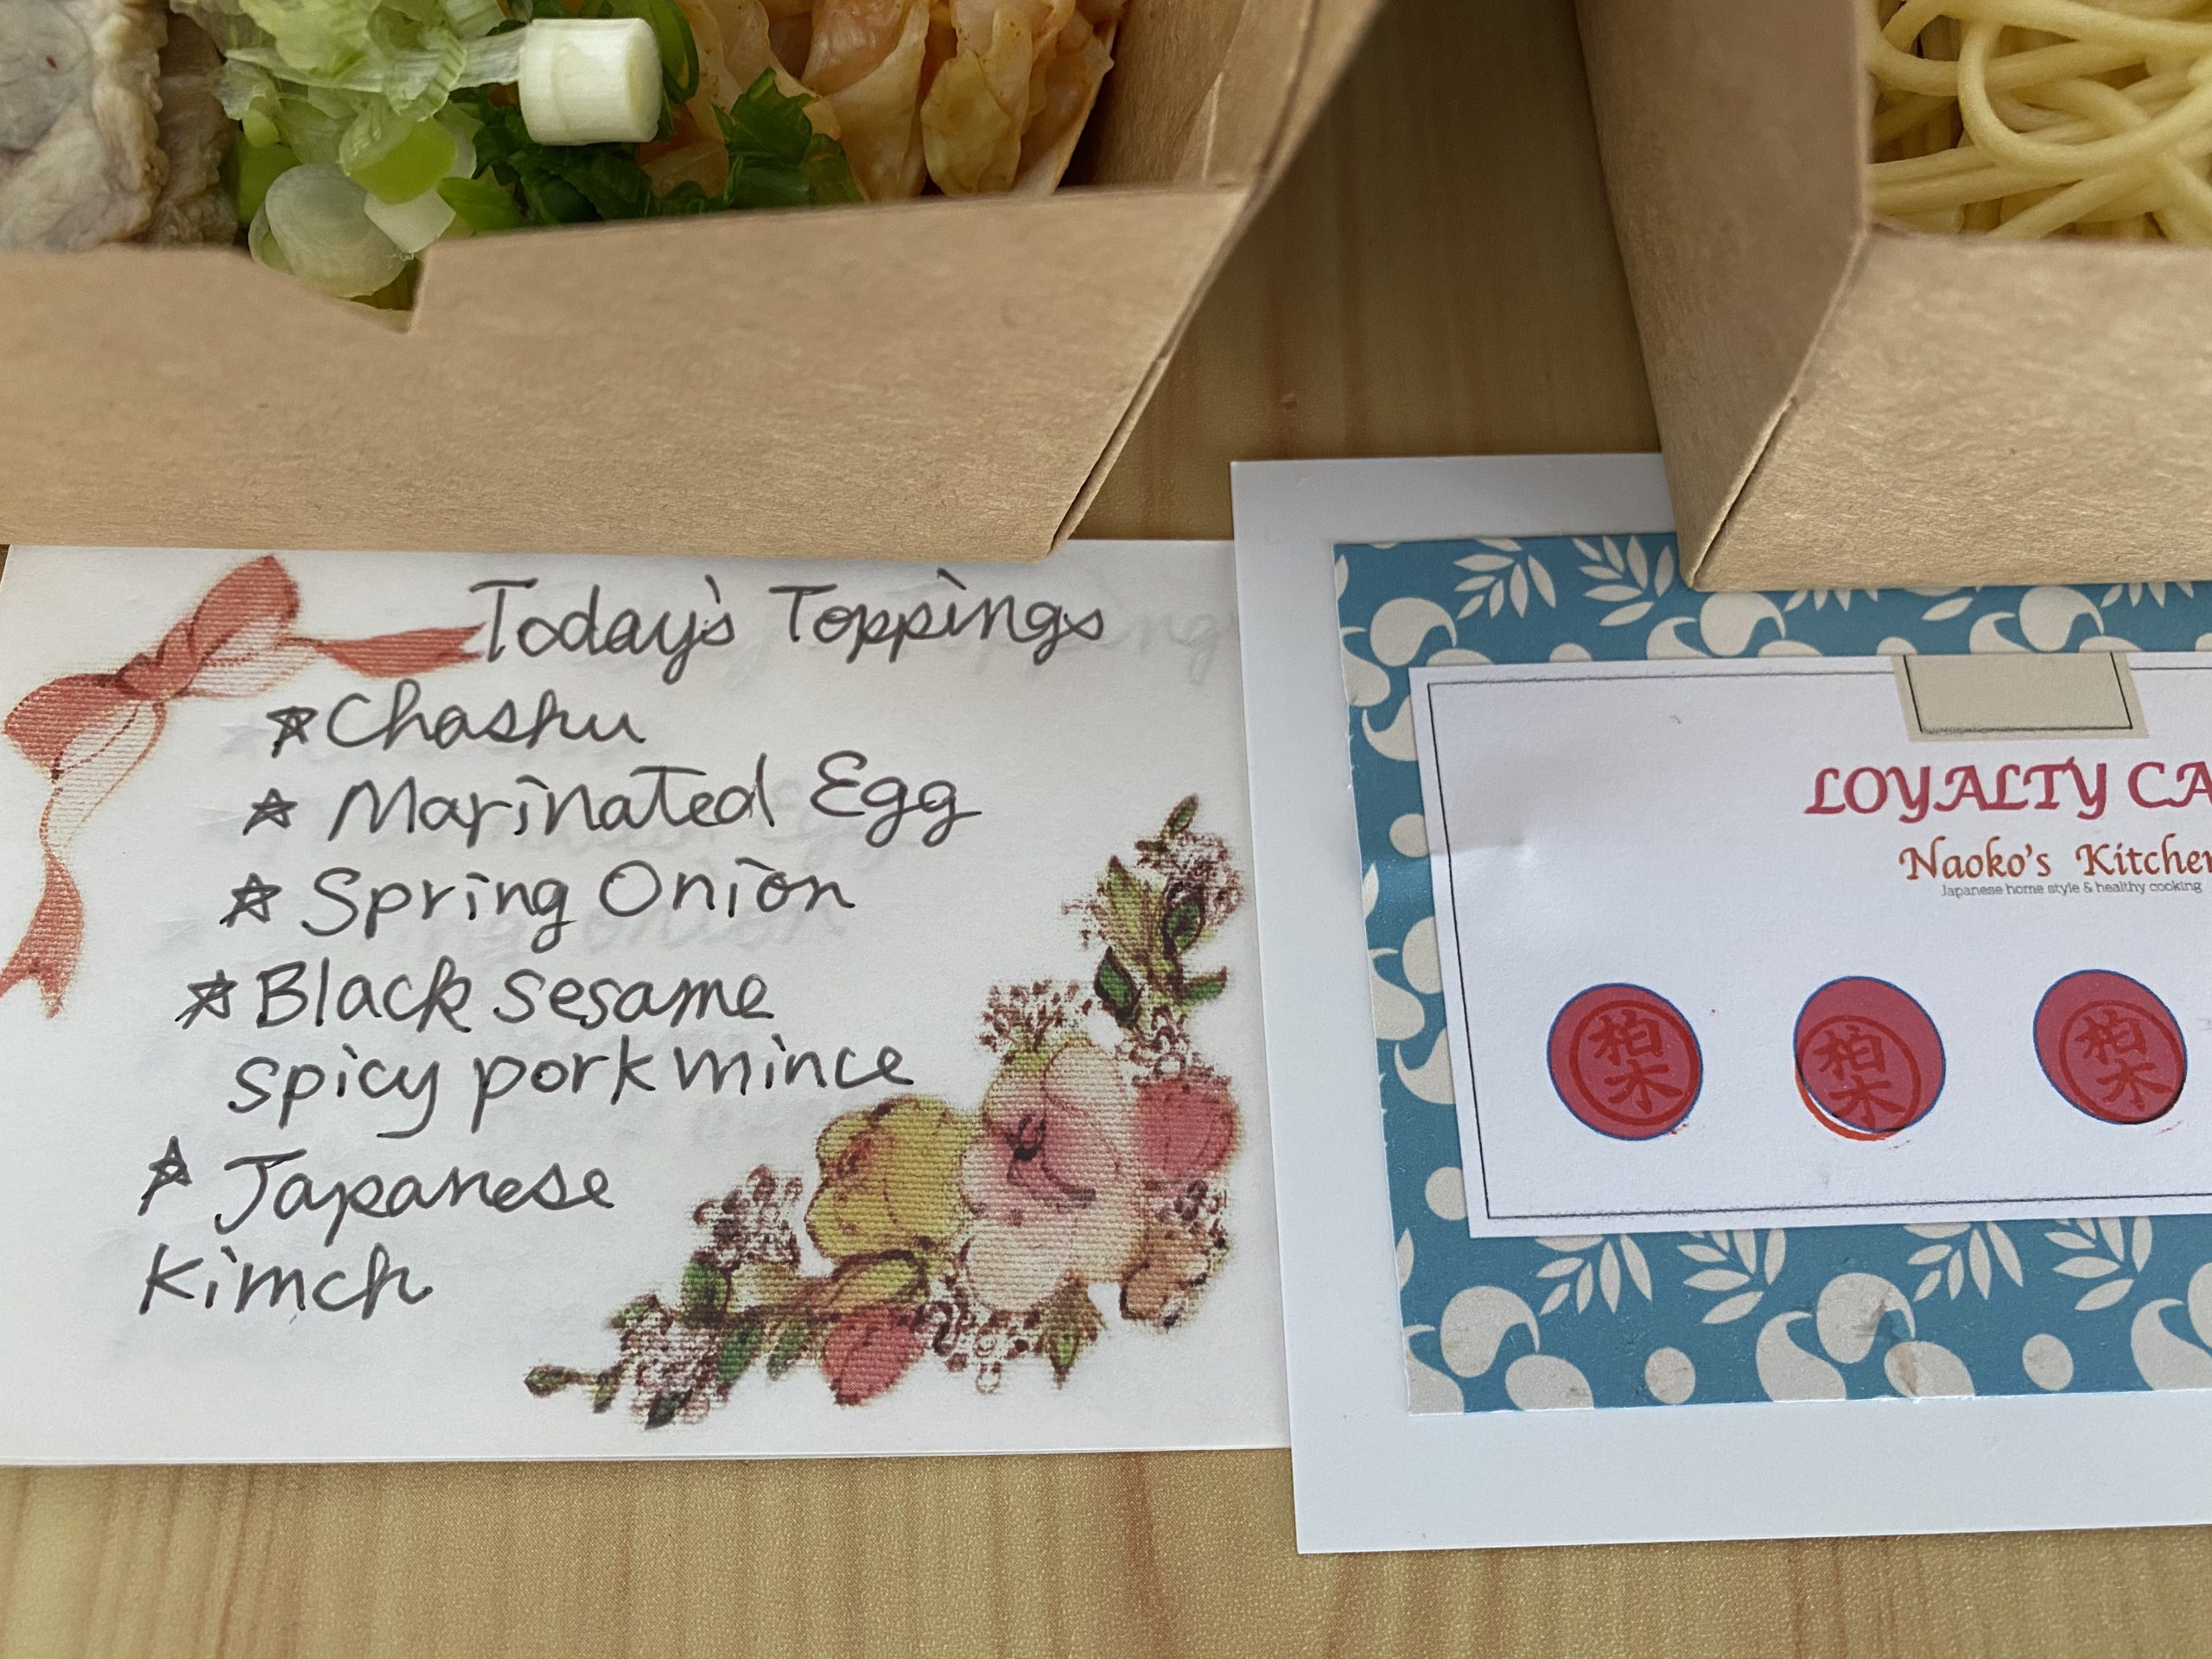 Today's Toppings
☆Chashu
☆ Marinated Egg
☆ Spring Onion
☆Black sesame
spicy pork mince
☆ Japanese
Kimch
LOYALTY CA
Naoko's Kitchen
Japanese home style & healthy cooking
柏木
柏木
柏木